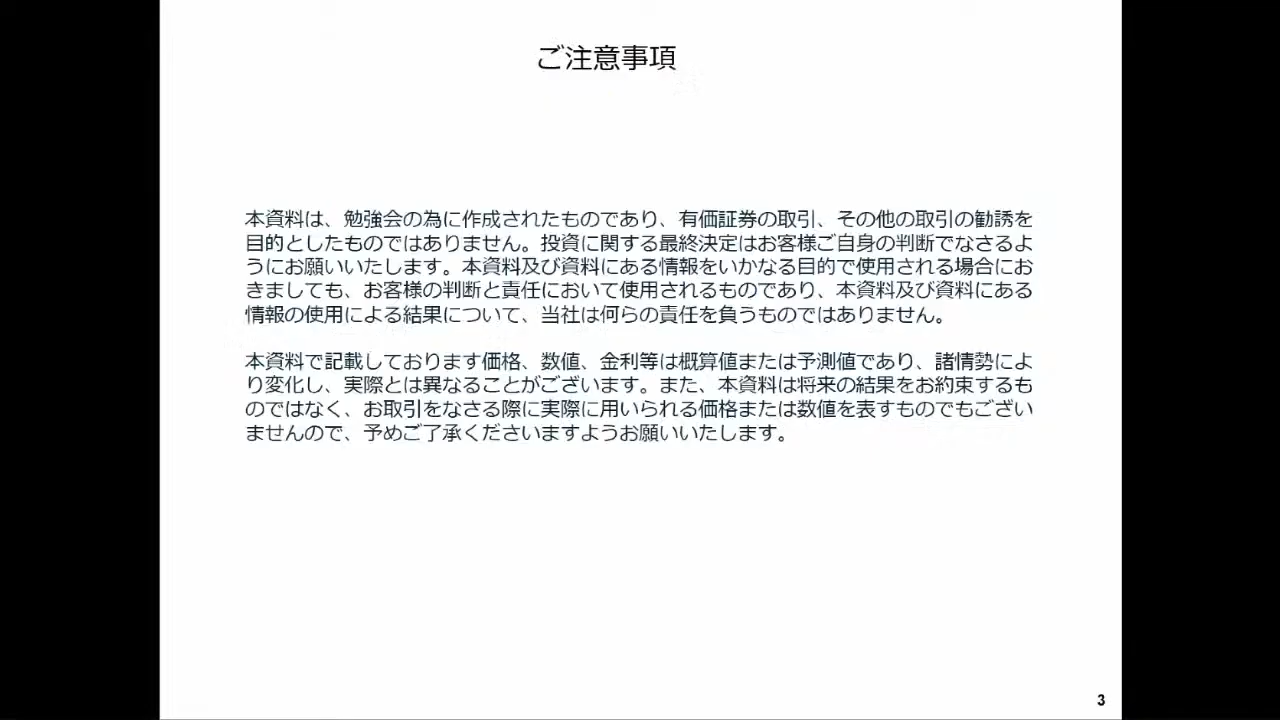 ご注意事項
本資料は、勉強会の為に作成されたものであり、有価証券の取引、その他の取引の勧誘を
目的としたものではありません。投資に関する最終決定はお客様ご自身の判断でなさるよ
うにお願いいたします。本資料及び資料にある情報をいかなる目的で使用される場合にお
きましても、お客様の判断と責任において使用されるものであり、本資料及び資料にある
情報の使用による結果について、当社は何らの責任を負うものではありません。
本資料で記載しております価格、数値、金利等は概算値または予測値であり、諸情勢によ
り変化し、実際とは異なることがございます。また、本資料は将来の結果をお約束するも
のではなく、お取引をなさる際に実際に用いられる価格または数値を表すものでもござい
ませんので、予めご了承くださいますようお願いいたします。
3